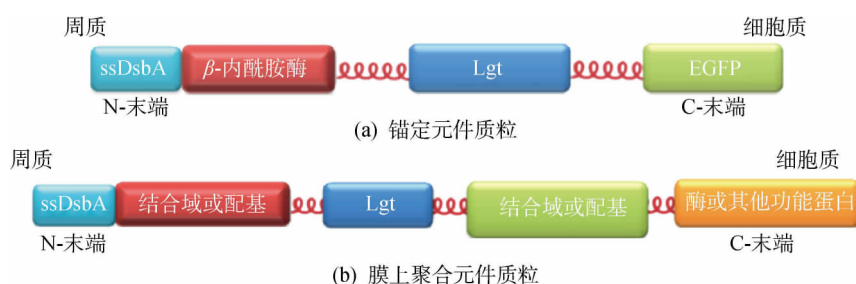 周质 细胞质
ssDsbA β-内酰胺酶 Lgt EGFP
N-末端 C-末端
(a) 锚定元件质粒
周质 细胞质
ssDsbA 结合域或配基 Lgt 结合域或配基 酶或其他功能蛋白
N-末端 C-末端
(b) 膜上聚合元件质粒